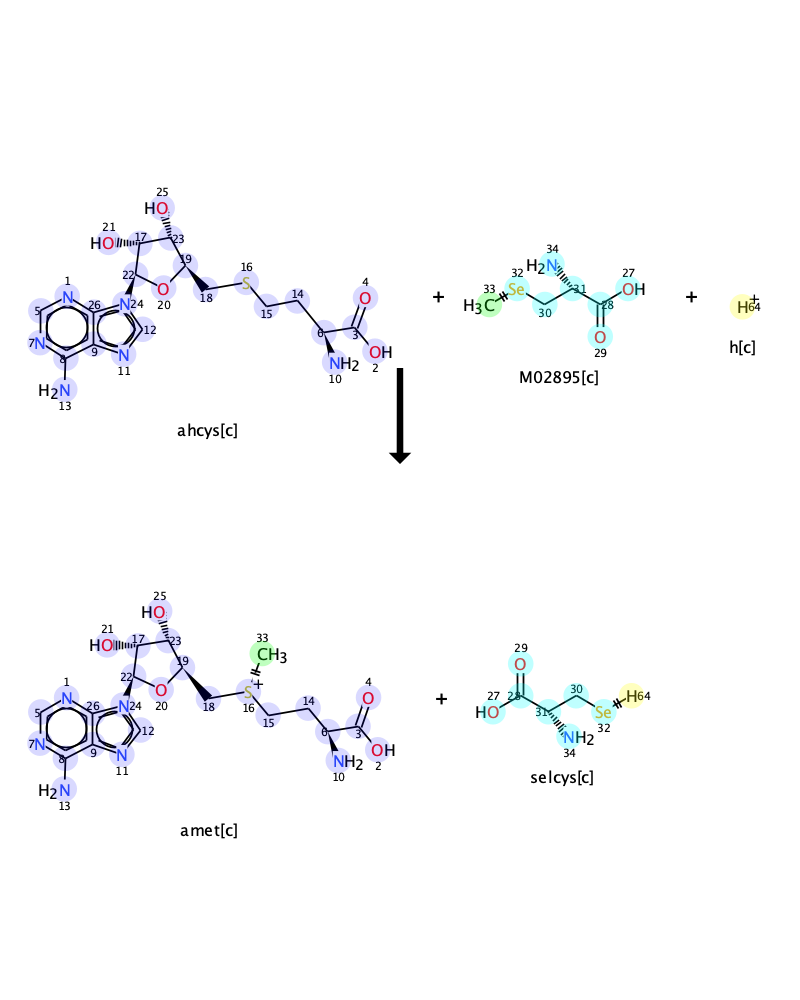 25
HO
21
HO
17
23
19
16
S
4
O
22
20
O
18
15
14
6
3
OH
2
NH2
10
1
N
5
26
N
24
12
7
N
8
9
N
11
H2N
13
ahcys[c]
+
34
H2N
33
H3C
32
Se
31
30
27
OH
28
O
29
M02895[c]
+
H+
64
h[c]
25
HO
21
HO
17
23
19
33
CH3
S+
16
4
O
22
20
O
18
15
14
6
3
OH
2
NH2
10
1
N
5
26
N
24
12
7
N
8
9
N
11
H2N
13
amet[c]
+
29
O
27
HO
28
31
30
Se
32
H64
NH2
34
selcys[c]